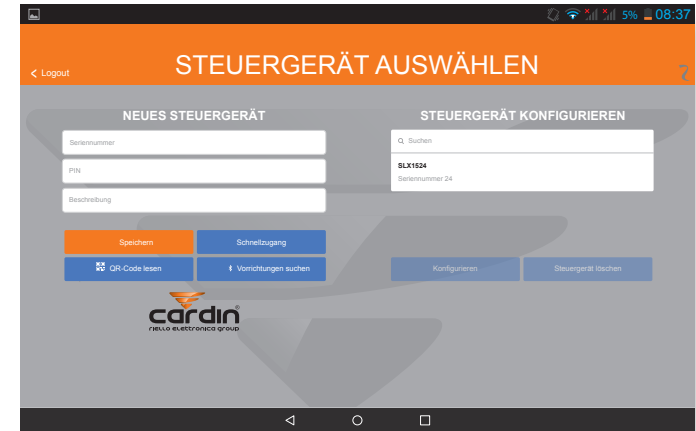 5% 08:37
Logout
STEUERGERÄT AUSWÄHLEN
NEUES STEUERGERÄT
Seriennummer
PIN
Beschreibung
Speichern
Schnellzugang
QR-Code lesen
Vorrichtungen suchen
STEUERGERÄT KONFIGURIEREN
Suchen
SLX1524
Seriennummer 24
Konfigurieren
Steuergerät löschen
cardin®
riello elettronica group